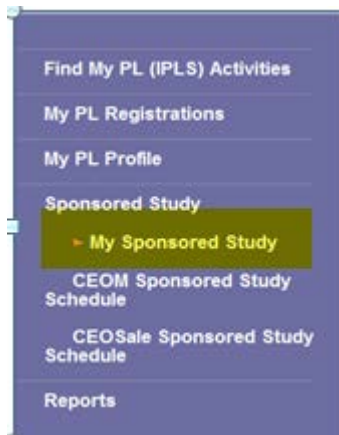 Find My PL (IPLS) Activities
My PL Registrations
My PL Profile
Sponsored Study
My Sponsored Study
CEOM Sponsored Study
Schedule
CEOSale Sponsored Study
Schedule
Reports